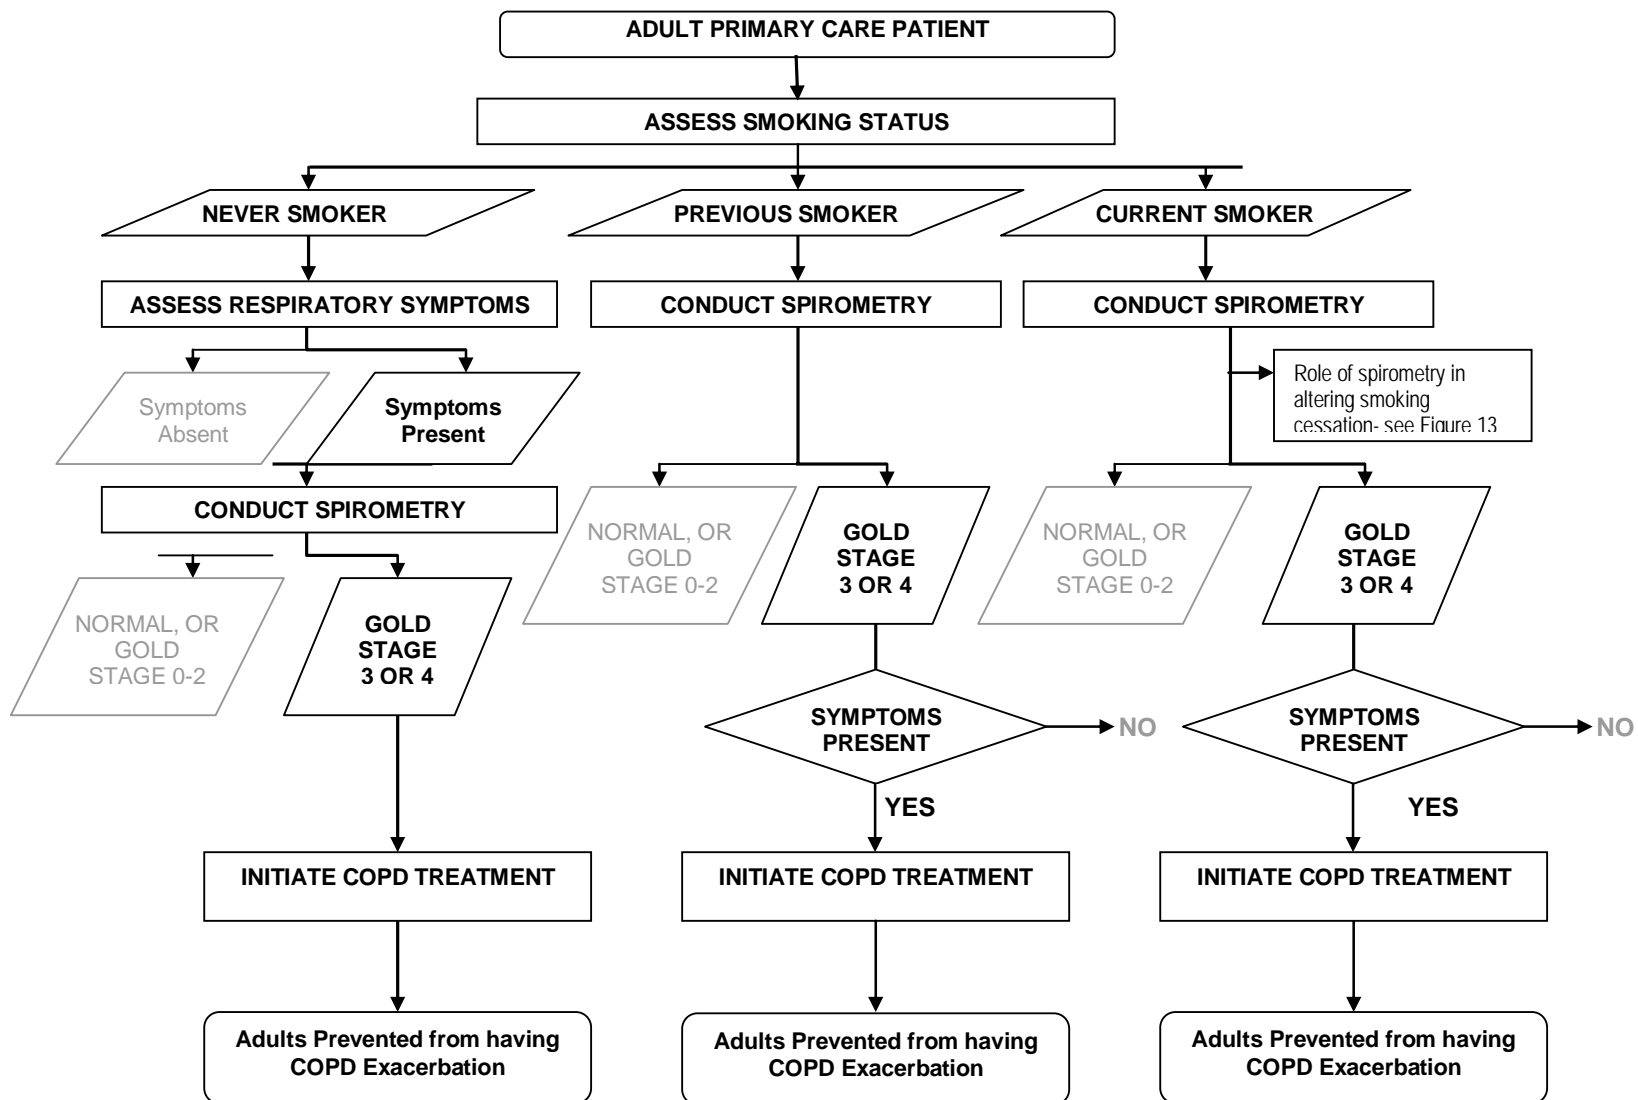 ADULT PRIMARY CARE PATIENT
ASSESS SMOKING STATUS
NEVER SMOKER
PREVIOUS SMOKER
CURRENT SMOKER
ASSESS RESPIRATORY SYMPTOMS
CONDUCT SPIROMETRY
CONDUCT SPIROMETRY
Role of spirometry in
altering smoking
cessation- see Figure 13
Symptoms
Absent
Symptoms
Present
CONDUCT SPIROMETRY
NORMAL, OR
GOLD
STAGE 0-2
GOLD
STAGE
3 OR 4
NORMAL, OR
GOLD
STAGE 0-2
GOLD
STAGE
3 OR 4
NORMAL, OR
GOLD
STAGE 0-2
GOLD
STAGE
3 OR 4
SYMPTOMS
PRESENT
NO
YES
SYMPTOMS
PRESENT
NO
YES
INITIATE COPD TREATMENT
INITIATE COPD TREATMENT
INITIATE COPD TREATMENT
Adults Prevented from having
COPD Exacerbation
Adults Prevented from having
COPD Exacerbation
Adults Prevented from having
COPD Exacerbation